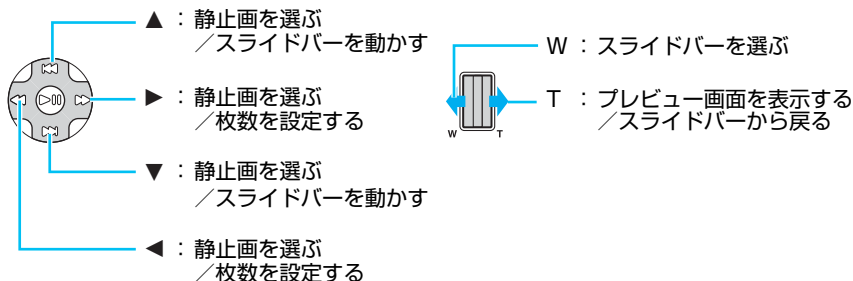 ▲：静止画を選ぶ
／スライドバーを動かす
▶：静止画を選ぶ
／枚数を設定する
▼：静止画を選ぶ
／スライドバーを動かす
◀：静止画を選ぶ
／枚数を設定する
W：スライドバーを選ぶ
T：プレビュー画面を表示する
／スライドバーから戻る
W T